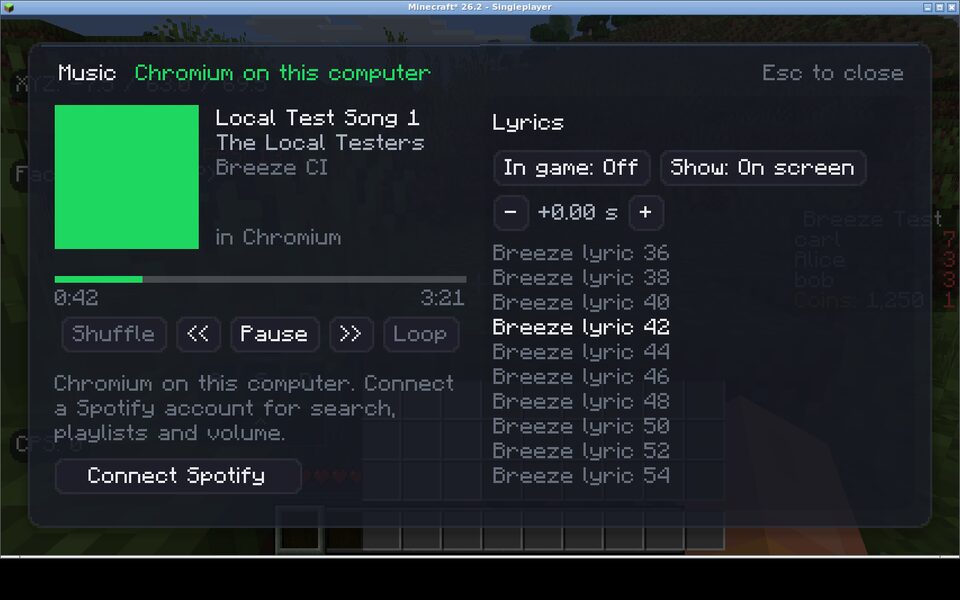 Minecraft* 26.2 - Singleplayer
Music Chromium on this computer
Esc to close
Local Test Song 1
The Local Testers
Breeze CI
in Chromium
0:42
3:21
Shuffle
<<
Pause
>>
Loop
Chromium on this computer. Connect
a Spotify account for search,
playlists and volume.
Connect Spotify
Lyrics
In game: Off
Show: On screen
- +0.00 s +
Breeze lyric 36
Breeze lyric 38
Breeze lyric 40
Breeze lyric 42
Breeze lyric 44
Breeze lyric 46
Breeze lyric 48
Breeze lyric 50
Breeze lyric 52
Breeze lyric 54
Breeze Test
carl 7
Alice 3
bob 3
Coins: 1,250 1